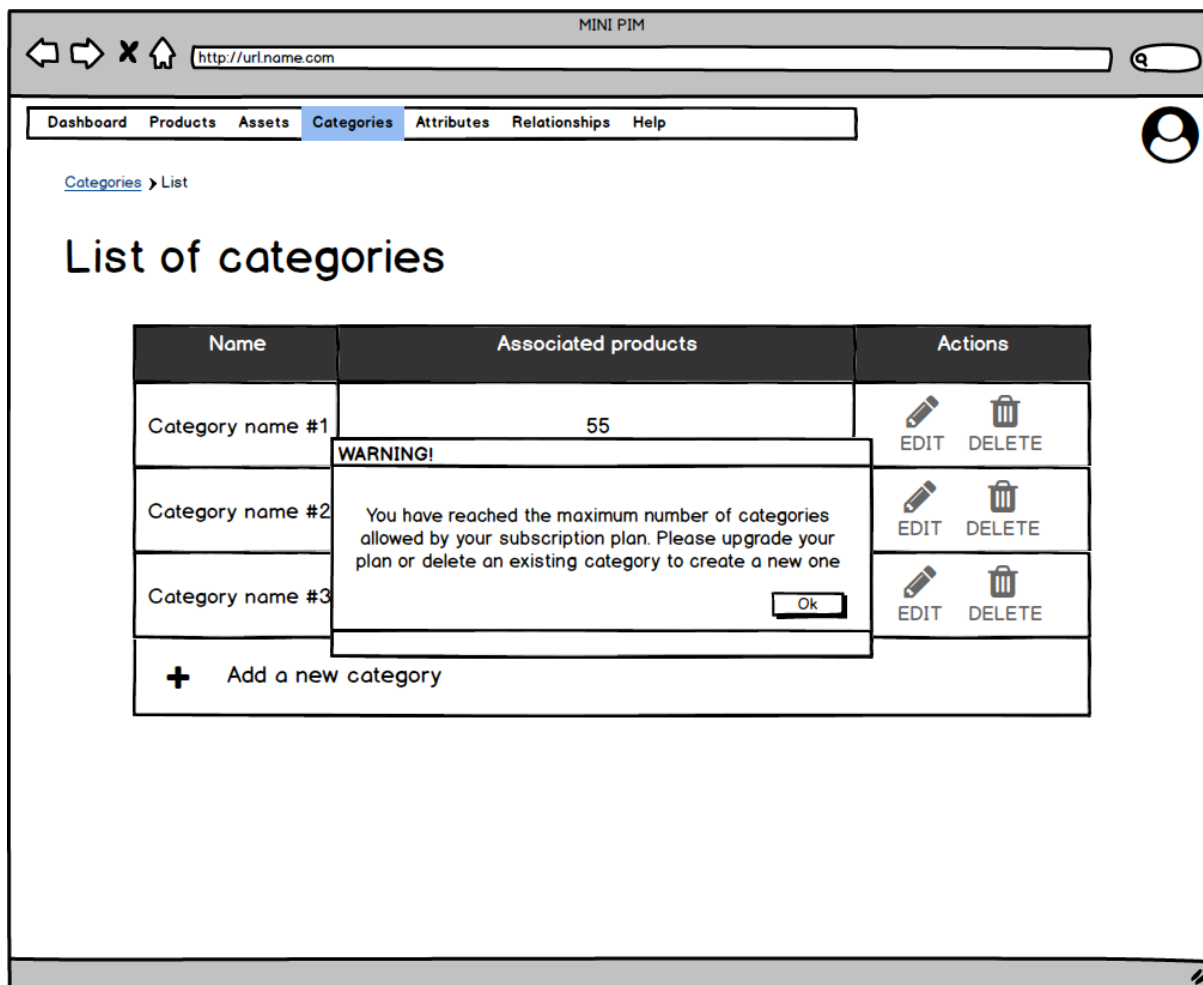 MINI PIM
http://url.name.com
Dashboard Products Assets Categories Attributes Relationships Help
Categories ❯ List
List of categories
Name Associated products Actions
Category name #1 55 EDIT DELETE
WARNING!
Category name #2 EDIT DELETE
You have reached the maximum number of categories
allowed by your subscription plan. Please upgrade your
plan or delete an existing category to create a new one
Category name #3 EDIT DELETE
Ok
Add a new category